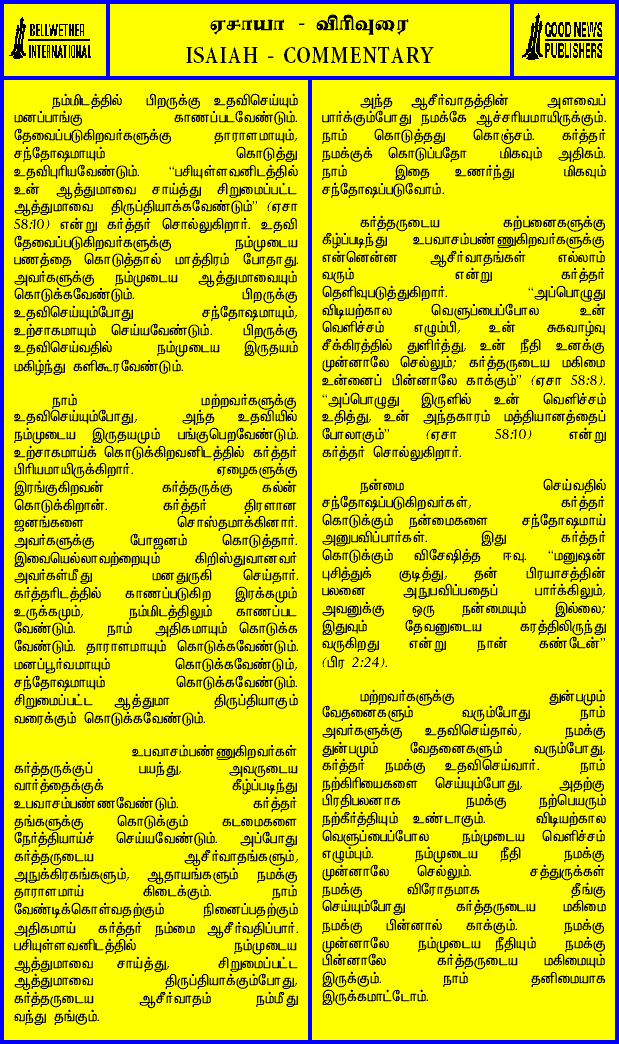 BELLWETHER
INTERNATIONAL
ஏசாயா - விரிவுரை
ISAIAH - COMMENTARY
GOOD NEWS
PUBLISHERS
நம்மிடத்தில் பிறருக்கு உதவிசெய்யும்
மனப்பாங்கு காணப்படவேண்டும்.
தேவைப்படுகிறவர்களுக்கு தாராளமாயும்,
சந்தோஷமாயும் கொடுத்து
உதவிபுரியவேண்டும். “பசியுள்ளவனிடத்தில்
உன் ஆத்துமாவை சாய்த்து சிறுமைப்பட்ட
ஆத்துமாவை திருப்தியாக்கவேண்டும்” (ஏசா
58:10) என்று கர்த்தர் சொல்லுகிறார். உதவி
தேவைப்படுகிறவர்களுக்கு நம்முடைய
பணத்தை கொடுத்தால் மாத்திரம் போதாது.
அவர்களுக்கு நம்முடைய ஆத்துமாவையும்
கொடுக்கவேண்டும். பிறருக்கு
உதவிசெய்யும்போது சந்தோஷமாயும்,
உற்சாகமாயும் செய்யவேண்டும். பிறருக்கு
உதவிசெய்வதில் நம்முடைய இருதயம்
மகிழ்ந்து களிகூரவேண்டும்.
நாம் மற்றவர்களுக்கு
உதவிசெய்யும்போது, அந்த உதவியில்
நம்முடைய இருதயமும் பங்குபெறவேண்டும்.
உற்சாகமாய்க் கொடுக்கிறவனிடத்தில் கர்த்தர்
பிரியமாயிருக்கிறார். ஏழைகளுக்கு
இரங்குகிறவன் கர்த்தருக்கு கல்ன்
கொடுக்கிறான். கர்த்தர் திரளான
ஜனங்களை சொஸ்தமாக்கினார்.
அவர்களுக்கு போஜனம் கொடுத்தார்.
இவையெல்லாவற்றையும் கிறிஸ்துவானவர்
அவர்கள்மீது மனதுருகி செய்தார்.
கர்த்தரிடத்தில் காணப்படுகிற இரக்கமும்
உருக்கமும், நம்மிடத்திலும் காணப்பட
வேண்டும். நாம் அதிகமாயும் கொடுக்க
வேண்டும். தாராளமாயும் கொடுக்கவேண்டும்.
மனப்பூர்வமாயும் கொடுக்கவேண்டும்,
சந்தோஷமாயும் கொடுக்கவேண்டும்.
சிறுமைப்பட்ட ஆத்துமா திருப்தியாகும்
வரைக்கும் கொடுக்கவேண்டும்.
உபவாசம்பண்ணுகிறவர்கள்
கர்த்தருக்குப் பயந்து, அவருடைய
வார்த்தைக்குக் கீழ்ப்படிந்து
உபவாசம்பண்ணவேண்டும். கர்த்தர்
தங்களுக்கு கொடுக்கும் கடமைகளை
நேர்த்தியாய்ச் செய்யவேண்டும். அப்போது
கர்த்தருடைய ஆசீர்வாதங்களும்,
அநுக்கிரகங்களும், ஆதாயங்களும் நமக்கு
தாராளமாய் கிடைக்கும். நாம்
வேண்டிக்கொள்வதற்கும் நினைப்பதற்கும்
அதிகமாய் கர்த்தர் நம்மை ஆசீர்வதிப்பார்.
பசியுள்ளவனிடத்தில் நம்முடைய
ஆத்துமாவை சாய்த்து, சிறுமைப்பட்ட
ஆத்துமாவை திருப்தியாக்கும்போது,
கர்த்தருடைய ஆசீர்வாதம் நம்மீது
வந்து தங்கும்.
அந்த ஆசீர்வாதத்தின் அளவைப்
பார்க்கும்போது நமக்கே ஆச்சரியமாயிருக்கும்.
நாம் கொடுத்தது கொஞ்சம். கர்த்தர்
நமக்குக் கொடுப்பதோ மிகவும் அதிகம்.
நாம் இதை உணர்ந்து மிகவும்
சந்தோஷப்படுவோம்.
கர்த்தருடைய கற்பனைகளுக்கு
கீழ்ப்படிந்து உபவாசம்பண்ணுகிறவர்களுக்கு
என்னென்ன ஆசீர்வாதங்கள் எல்லாம்
வரும் என்று கர்த்தர்
தெளிவுபடுத்துகிறார். “அப்பொழுது
விடியற்கால வெளுப்பைப்போல உன்
வெளிச்சம் எழும்பி, உன் சுகவாழ்வு
சீக்கிரத்தில் துளிர்த்து, உன் நீதி உனக்கு
முன்னாலே செல்லும்; கர்த்தருடைய மகிமை
உன்னைப் பின்னாலே காக்கும்” (ஏசா 58:8).
“அப்பொழுது இருளில் உன் வெளிச்சம்
உதித்து, உன் அந்தகாரம் மத்தியானத்தைப்
போலாகும்” (ஏசா 58:10) என்று
கர்த்தர் சொல்லுகிறார்.
நன்மை செய்வதில்
சந்தோஷப்படுகிறவர்கள், கர்த்தர்
கொடுக்கும் நன்மைகளை சந்தோஷமாய்
அனுபவிப்பார்கள். இது கர்த்தர்
கொடுக்கும் விசேஷித்த ஈவு. “மனுஷன்
புசித்துக் குடித்து, தன் பிரயாசத்தின்
பலனை அநுபவிப்பதைப் பார்க்கிலும்,
அவனுக்கு ஒரு நன்மையும் இல்லை;
இதுவும் தேவனுடைய கரத்திலிருந்து
வருகிறது என்று நான் கண்டேன்”
(பிர 2:24).
மற்றவர்களுக்கு துன்பமும்
வேதனைகளும் வரும்போது நாம்
அவர்களுக்கு உதவிசெய்தால், நமக்கு
துன்பமும் வேதனைகளும் வரும்போது,
கர்த்தர் நமக்கு உதவிசெய்வார். நாம்
நற்கிரியைகளை செய்யும்போது, அதற்கு
பிரதிபலனாக நமக்கு நற்பெயரும்
நற்கீர்த்தியும் உண்டாகும். விடியற்கால
வெளுப்பைப்போல நம்முடைய வெளிச்சம்
எழும்பும். நம்முடைய நீதி நமக்கு
முன்னாலே செல்லும். சத்துருக்கள்
நமக்கு விரோதமாக தீங்கு
செய்யும்போது கர்த்தருடைய மகிமை
நமக்கு பின்னால் காக்கும். நமக்கு
முன்னாலே நம்முடைய நீதியும் நமக்கு
பின்னாலே கர்த்தருடைய மகிமையும்
இருக்கும். நாம் தனிமையாக
இருக்கமாட்டோம்.